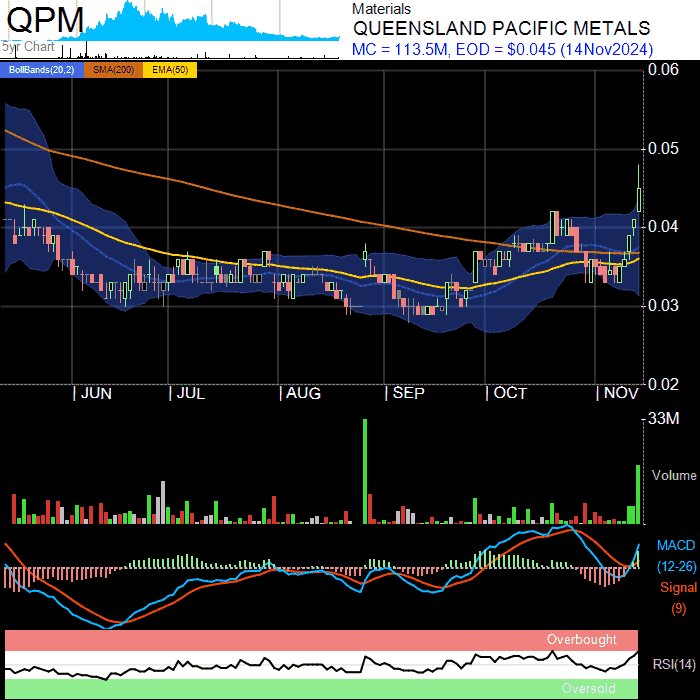 QPM
5yr Chart
Materials
QUEENSLAND PACIFIC METALS
MC = 113.5M, EOD = $0.045 (14Nov2024)
BollBands(20,2) SMA(200) EMA(50)
0.06
0.05
0.04
0.03
0.02
JUN JUL AUG SEP OCT NOV
33M
Volume
MACD
(12-26)
Signal
(9)
Overbought
RSI(14)
Oversold